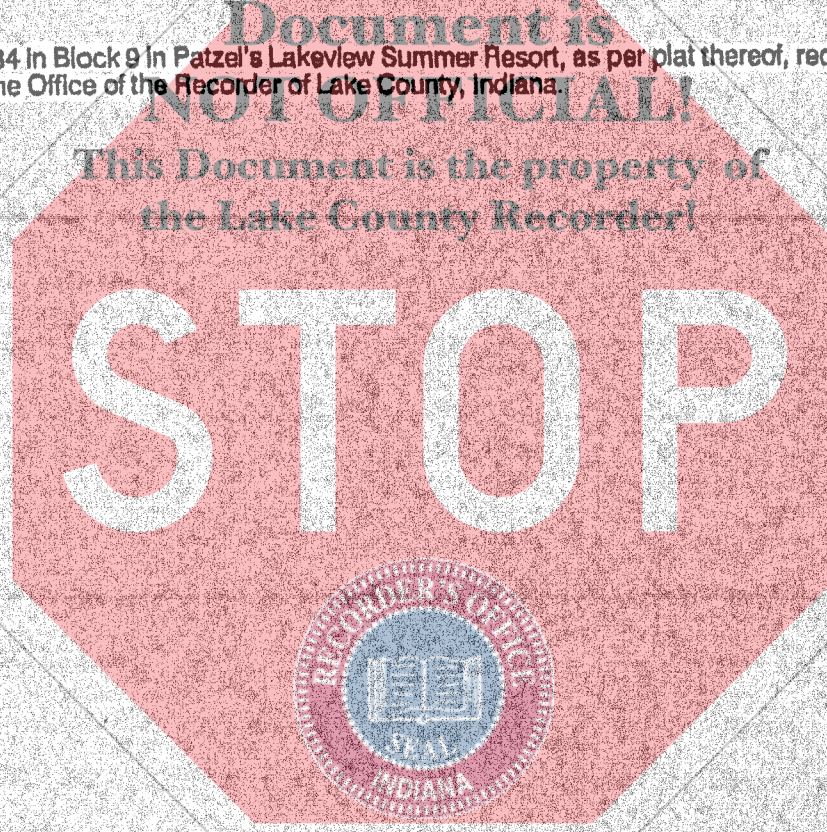 Document is
34 in Block 9 in Patzel's Lakeview Summer Resort, as per plat thereof, rec
he Office of the Recorder of Lake County, Indiana.
NOT OFFICIAL!
This Document is the property of
the Lake County Recorder!
STOP
RECORDER'S OFFICE
SEAL
INDIANA